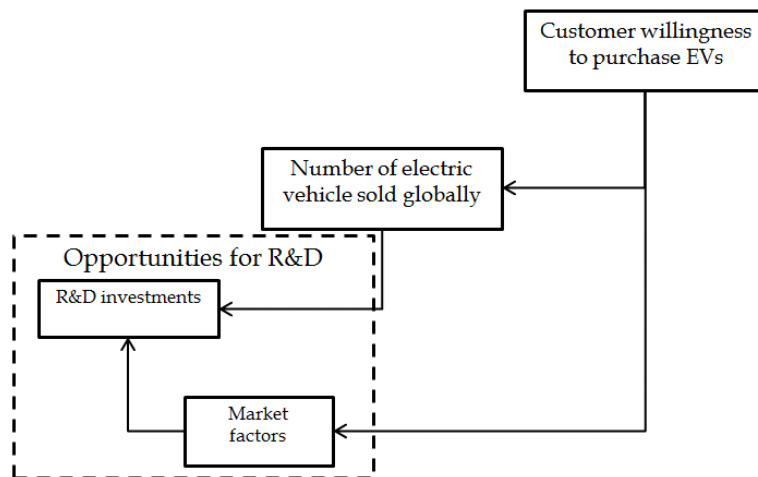 Customer willingness
to purchase EVs
Number of electric
vehicle sold globally
Opportunities for R&D
R&D investments
Market
factors